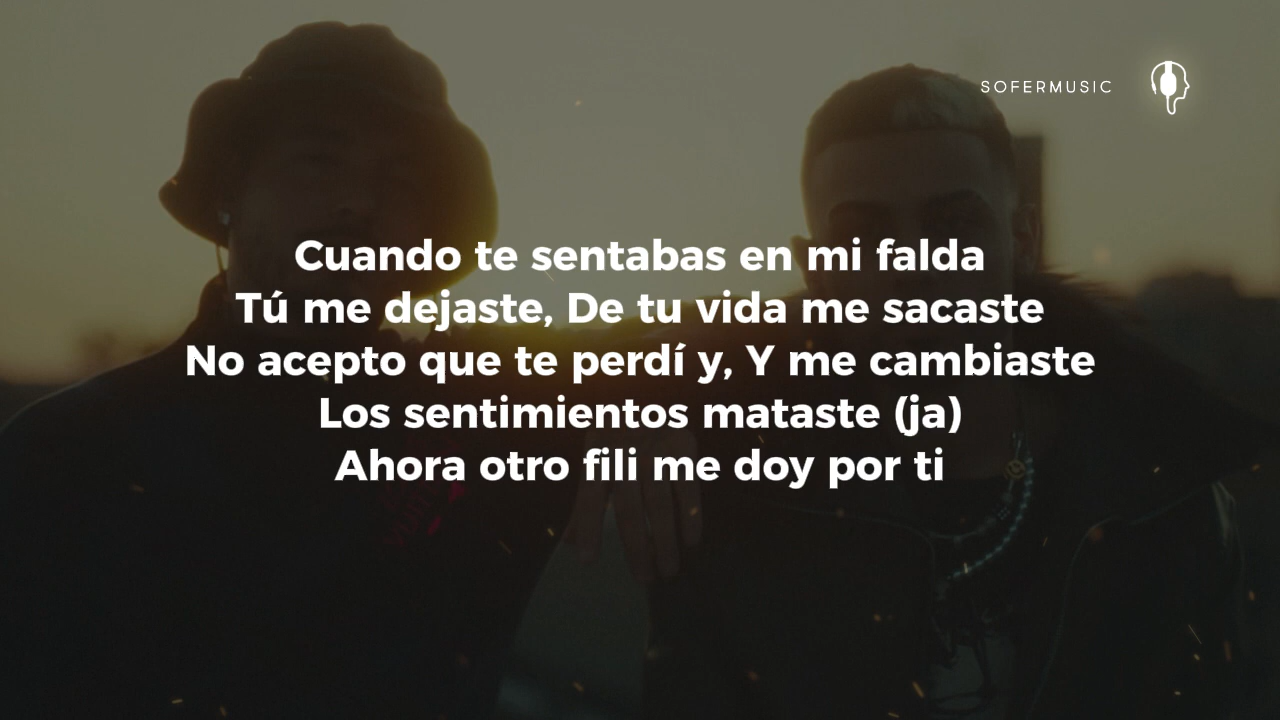 SOFERMUSIC
Cuando te sentabas en mi falda
Tú me dejaste, De tu vida me sacaste
No acepto que te perdí y, Y me cambiaste
Los sentimientos mataste (ja)
Ahora otro fili me doy por ti